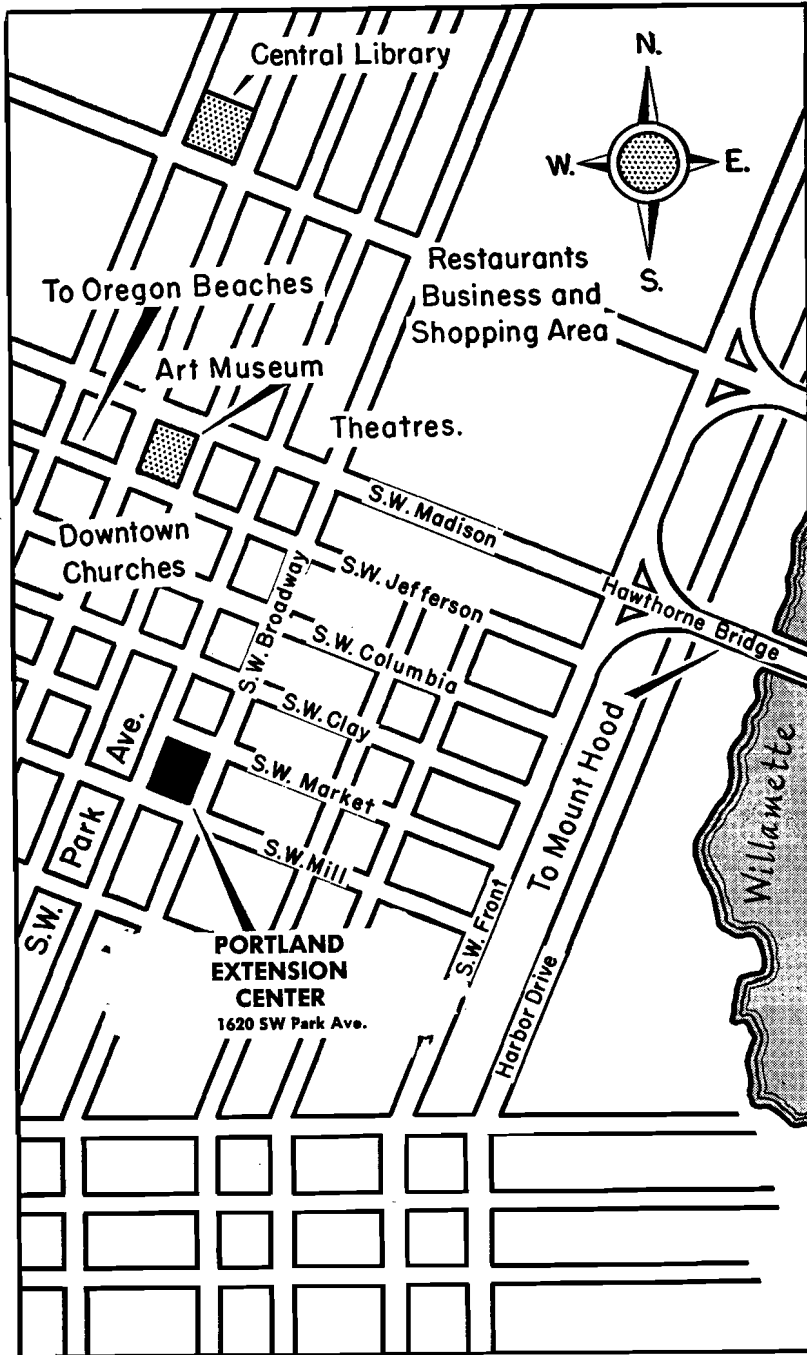 Central Library
N.
W.
E.
S.
Restaurants
Business and
Shopping Area
To Oregon Beaches
Art Museum
Theatres.
S.W. Madison
Downtown
Churches
S.W. Jefferson
Hawthorne Bridge
S.W. Broadway
S.W. Columbia
S.W. Clay
S.W. Market
S.W. Mill
S.W. Park Ave.
To Mount Hood
Willamette
S.W. Front
Harbor Drive
PORTLAND
EXTENSION
CENTER
1620 SW Park Ave.